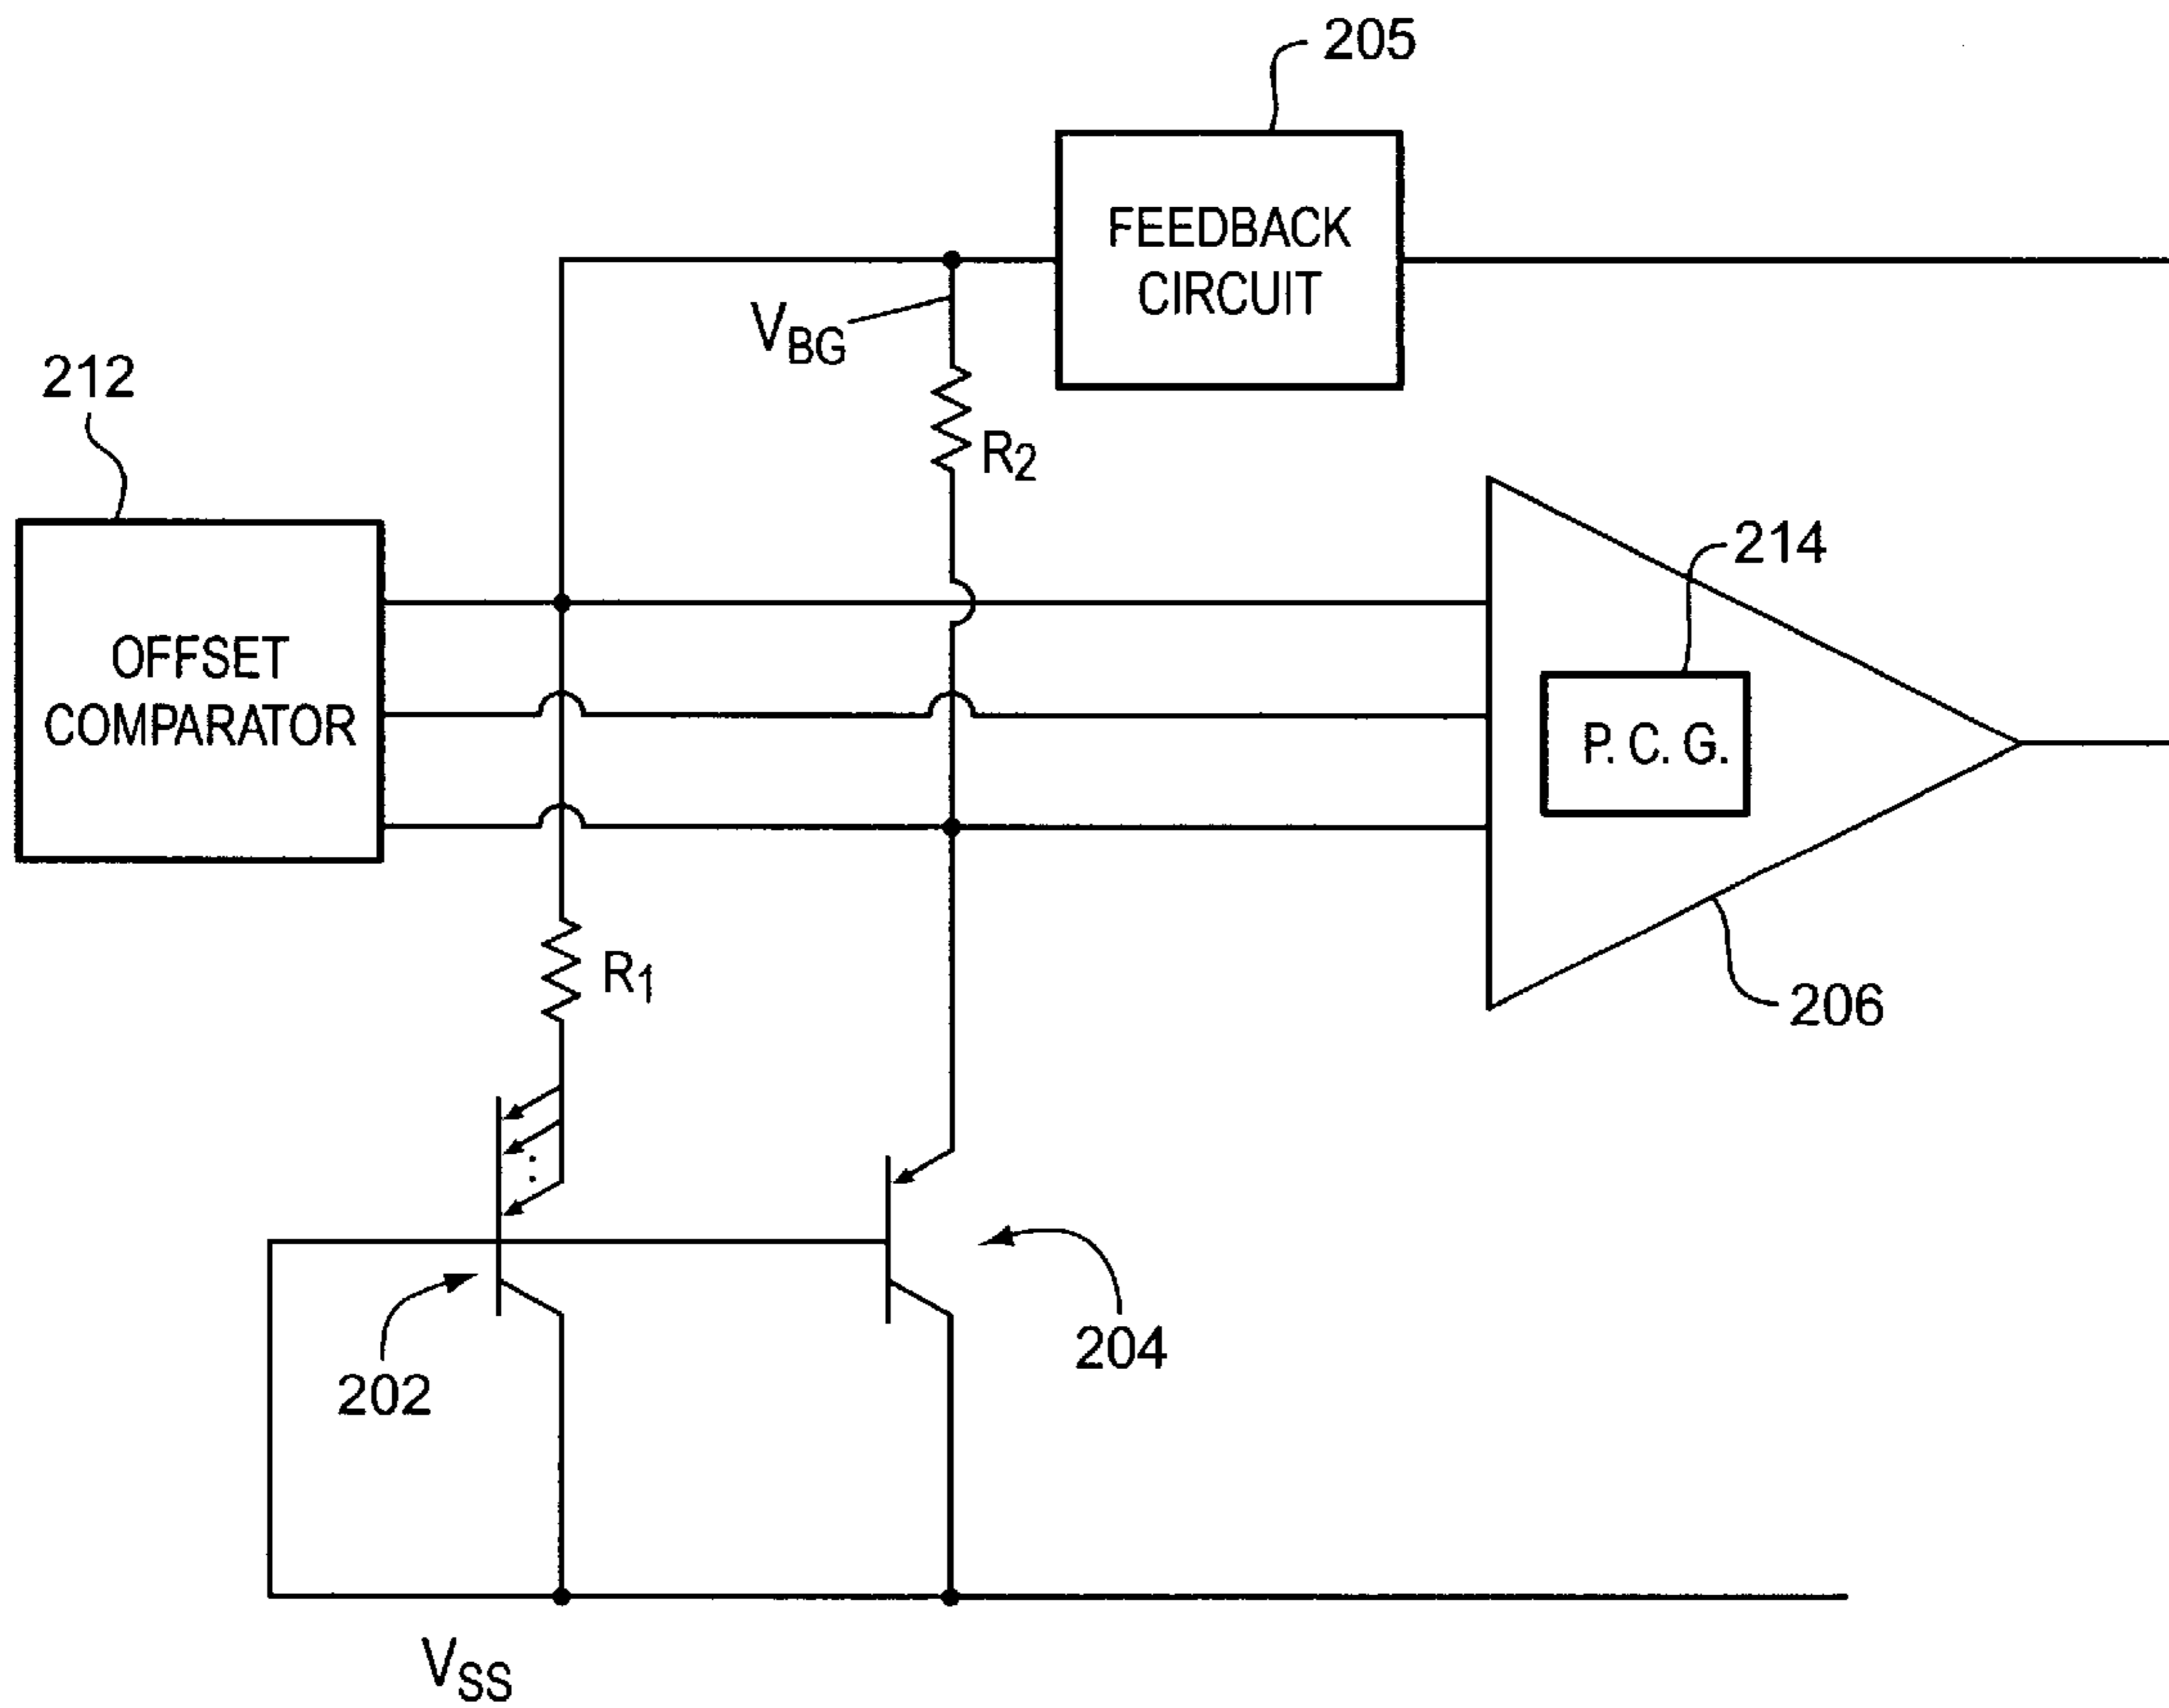 205
FEEDBACK
CIRCUIT
VBG
212
R2
214
OFFSET
COMPARATOR
P. C. G.
R1
206
204
202
VSS